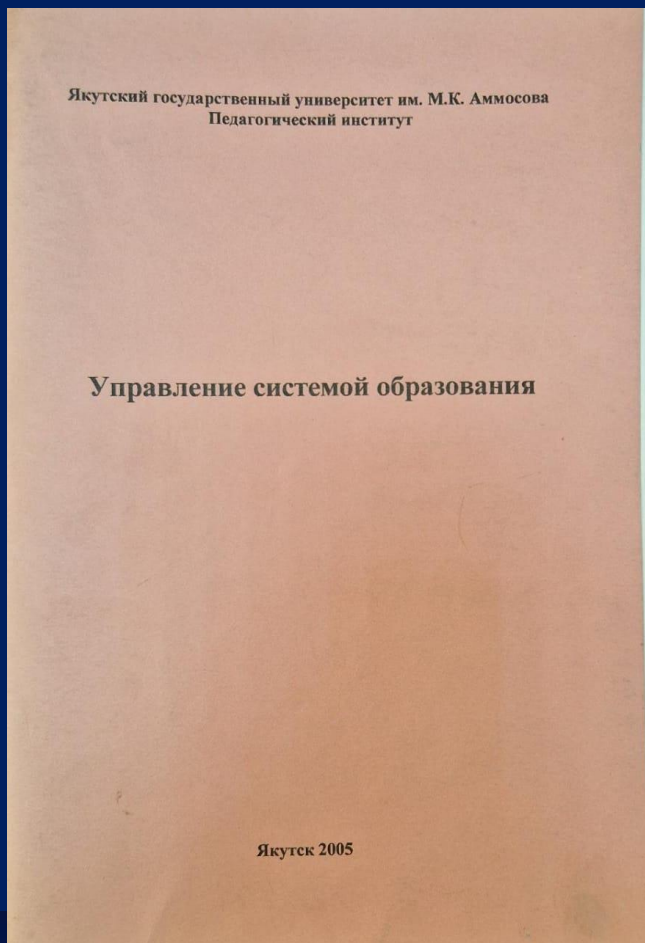 Якутский государственный университет им. М.К. Аммосова
Педагогический институт
Управление системой образования
Якутск 2005